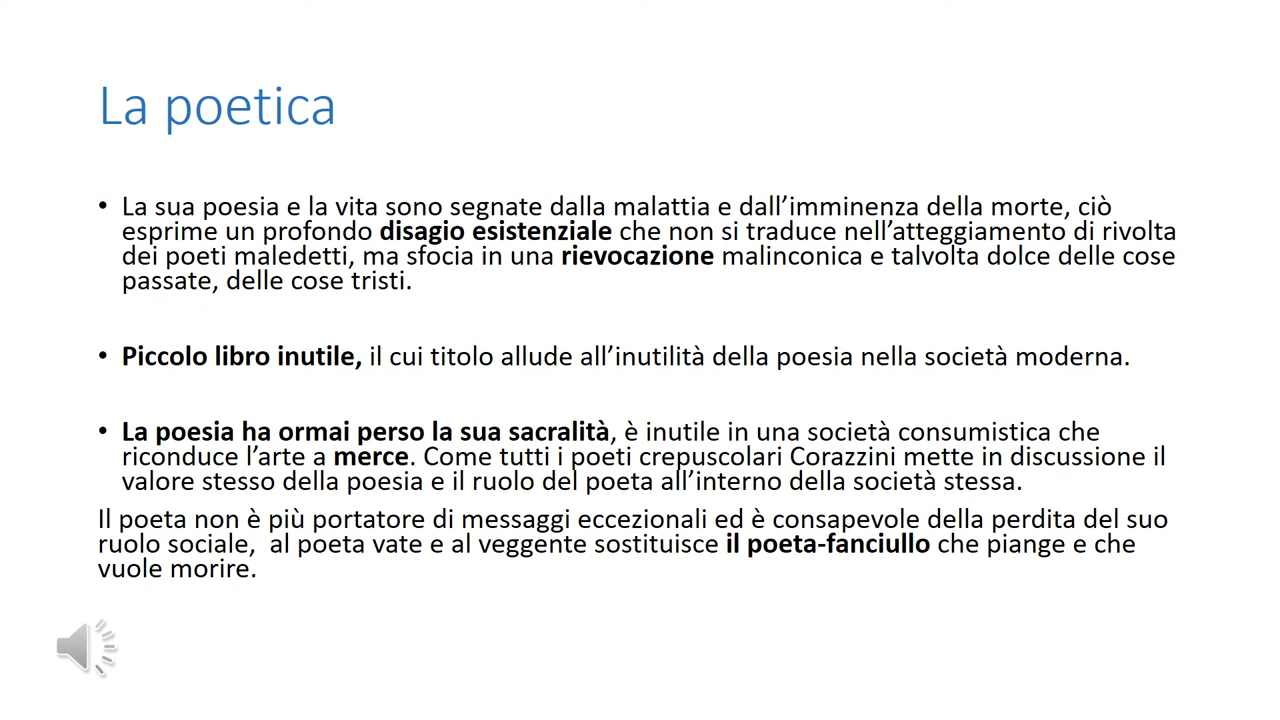 La poetica
• La sua poesia e la vita sono segnate dalla malattia e dall’imminenza della morte, ciò
esprime un profondo disagio esistenziale che non si traduce nell’atteggiamento di rivolta
dei poeti maledetti, ma sfocia in una rievocazione malinconica e talvolta dolce delle cose
passate, delle cose tristi.
• Piccolo libro inutile, il cui titolo allude all’inutilità della poesia nella società moderna.
• La poesia ha ormai perso la sua sacralità, è inutile in una società consumistica che
riconduce l’arte a merce. Come tutti i poeti crepuscolari Corazzini mette in discussione il
valore stesso della poesia e il ruolo del poeta all’interno della società stessa.
Il poeta non è più portatore di messaggi eccezionali ed è consapevole della perdita del suo
ruolo sociale,  al poeta vate e al veggente sostituisce il poeta-fanciullo che piange e che
vuole morire.